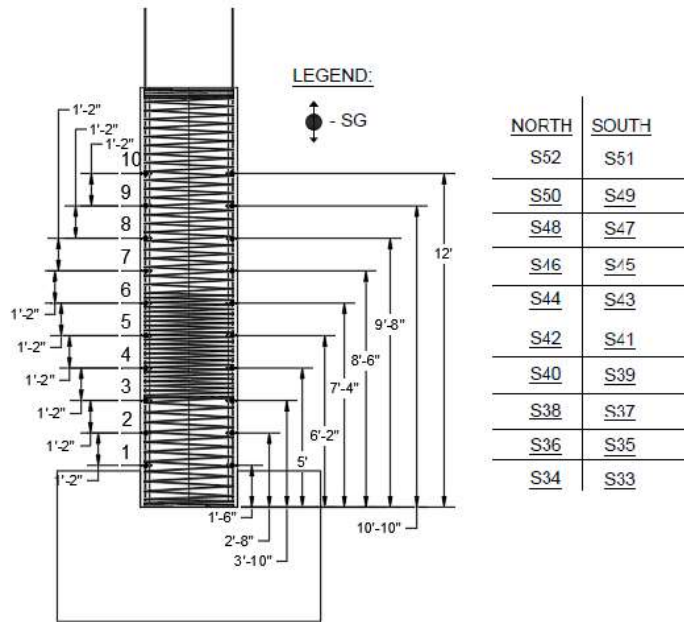 LEGEND:
- SG
1'-2"
1'-2"
1'-2"
10
9
8
7
6
1'-2"
5
1'-2"
4
1'-2"
3
1'-2"
2
1'-2"
1
1'-2"
12'
9'-8"
8'-6"
7'-4"
6'-2"
5'
1'-6"
10'-10"
2'-8"
3'-10"
NORTH SOUTH
S52 S51
S50 S49
S48 S47
S46 S45
S44 S43
S42 S41
S40 S39
S38 S37
S36 S35
S34 S33